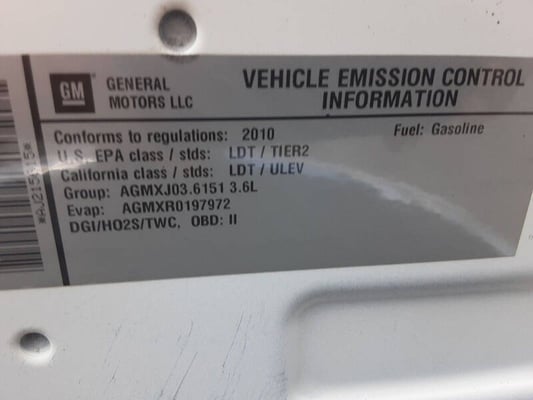 GM GENERAL MOTORS LLC
VEHICLE EMISSION CONTROL
INFORMATION
Conforms to regulations: 2010 Fuel: Gasoline
U.S. EPA class / stds: LDT / TIER2
California class / stds: LDT / ULEV
Group: AGMXJ03.6151 3.6L
Evap: AGMXR0197972
DGI/HO2S/TWC, OBD: II